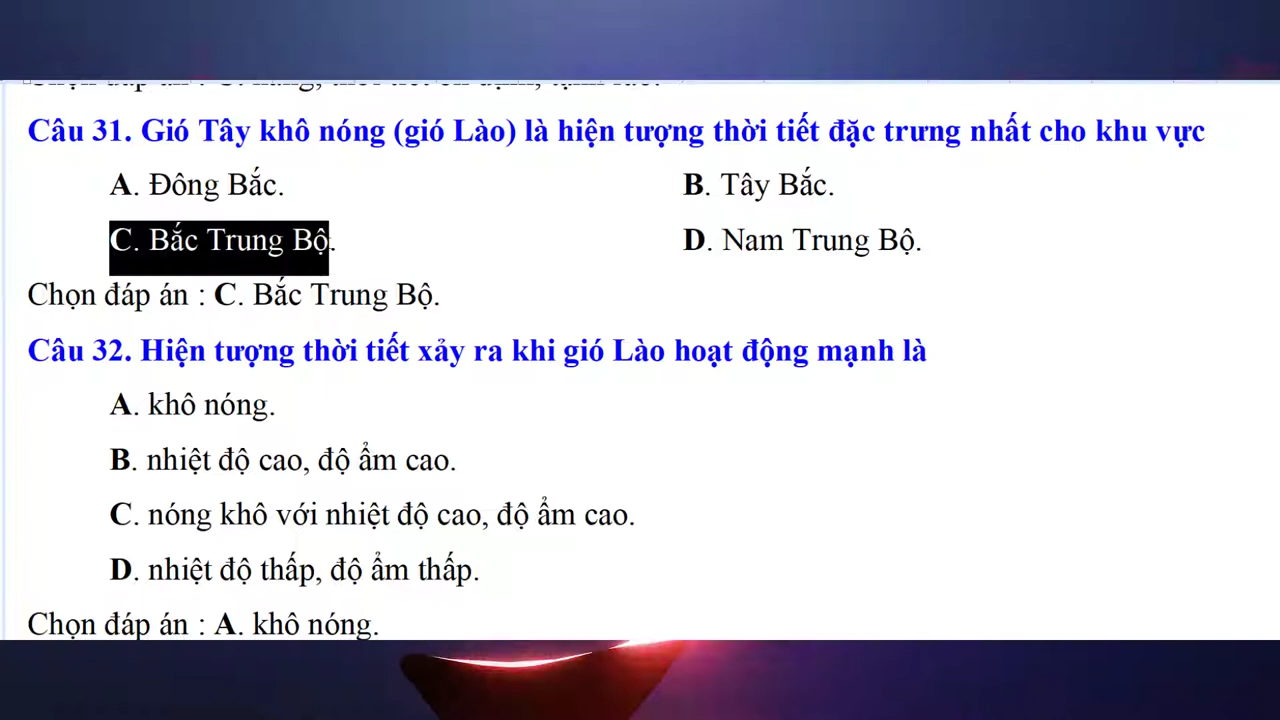 Câu 31. Gió Tây khô nóng (gió Lào) là hiện tượng thời tiết đặc trưng nhất cho khu vực
A. Đông Bắc. B. Tây Bắc.
C. Bắc Trung Bộ. D. Nam Trung Bộ.
Chọn đáp án : C. Bắc Trung Bộ.
Câu 32. Hiện tượng thời tiết xảy ra khi gió Lào hoạt động mạnh là
A. khô nóng.
B. nhiệt độ cao, độ ẩm cao.
C. nóng khô với nhiệt độ cao, độ ẩm cao.
D. nhiệt độ thấp, độ ẩm thấp.
Chọn đáp án : A. khô nóng.